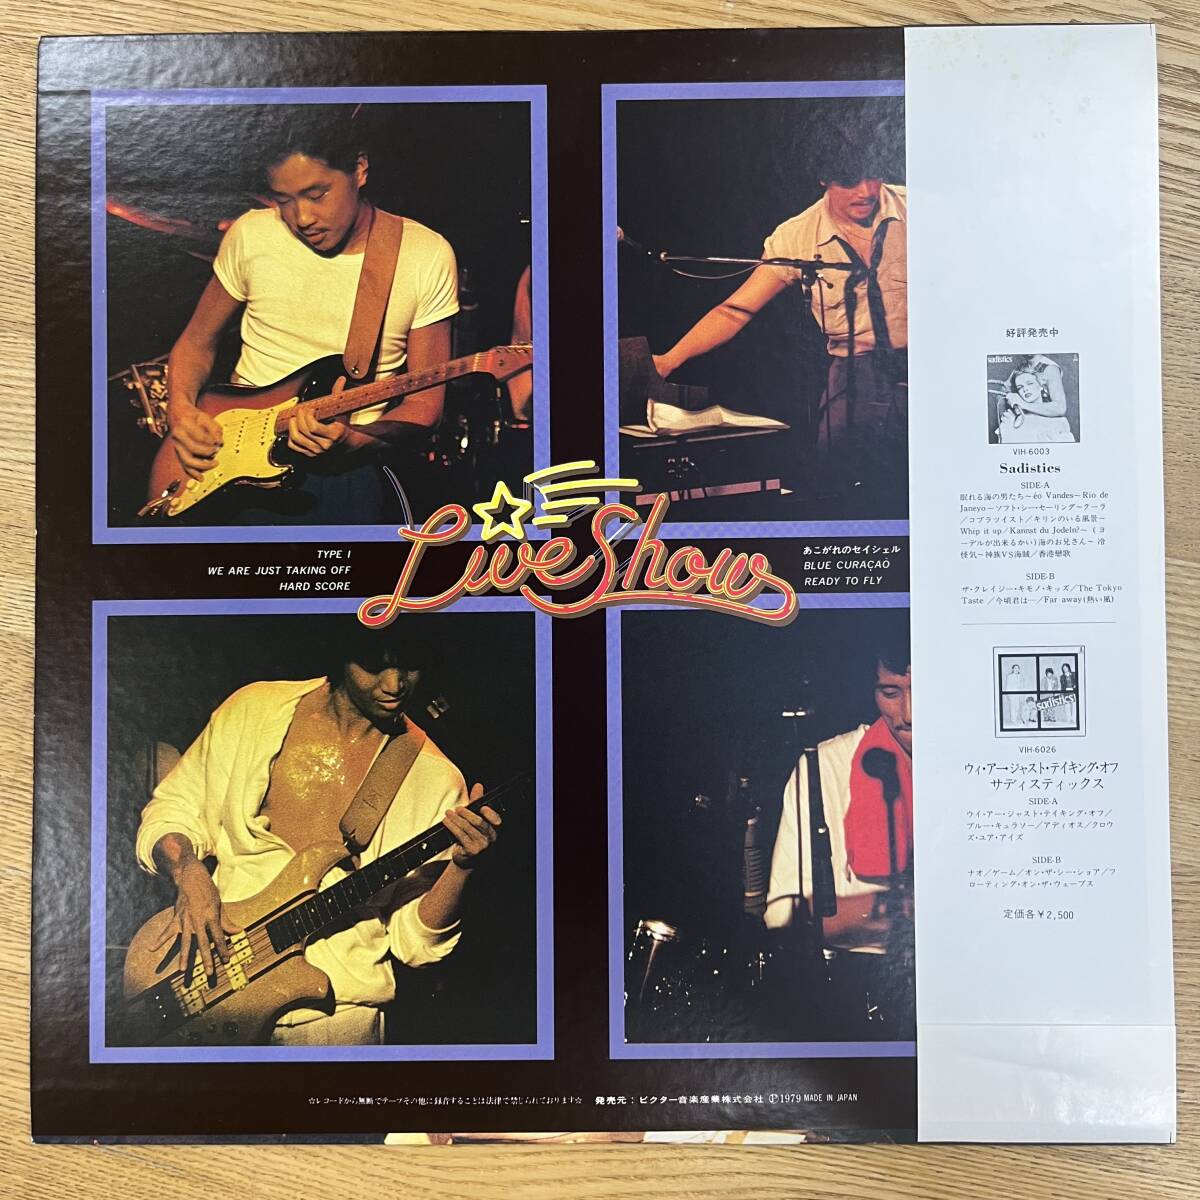 Live Show
TYPE I
WE ARE JUST TAKING OFF
HARD SCORE
あこがれのセイシェル
BLUE CURAÇAÒ
READY TO FLY
☆レコードから無断でテープその他に録音することは法律で禁じられております☆
発売元：ビクター音楽産業株式会社 Ⓟ1979 MADE IN JAPAN
好評発売中
sadistics
VIH-6003
Sadistics
SIDE-A
眠れる海の男たち〜éo Vandes〜Rio de
Janeyo〜ソフト・シー・セーリング〜クーラ
/コブラツイスト/キリンのいる風景〜
Whip it up/Kannst du Jodeln?〜(ヨ
ーデルが出来るかい)海のお兄さん〜 冷
怪気〜神族VS海賊/香港戀歌
SIDE-B
ザ・クレイジー・キモノ・キッズ/The Tokyo
Taste/今頃君は…/Far away(熱い風)
sadistics
VIH-6026
ウィ・アー・ジャスト・テイキング・オフ
サディスティックス
SIDE-A
ウイ・アー・ジャスト・テイキング・オフ/
ブルー・キュラソー/アディオス/クロウ
ズ・ユア・アイズ
SIDE-B
ナオ/ゲーム/オン・ザ・シー・ショア/フ
ローティング・オン・ザ・ウェーブス
定価各￥2,500